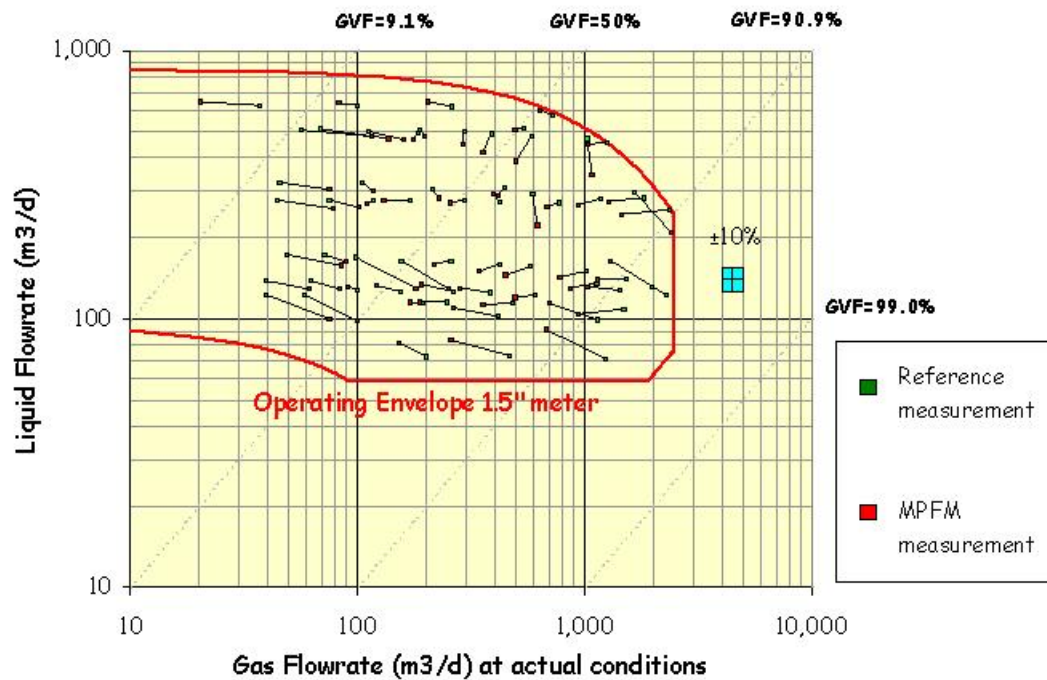 GVF=9.1% GVF=50% GVF=90.9%
1,000
±10%
100
GVF=99.0%
Reference
measurement
Operating Envelope 1.5" meter
MPFM
measurement
10
10 100 1,000 10,000
Gas Flowrate (m3/d) at actual conditions
Liquid Flowrate (m3/d)